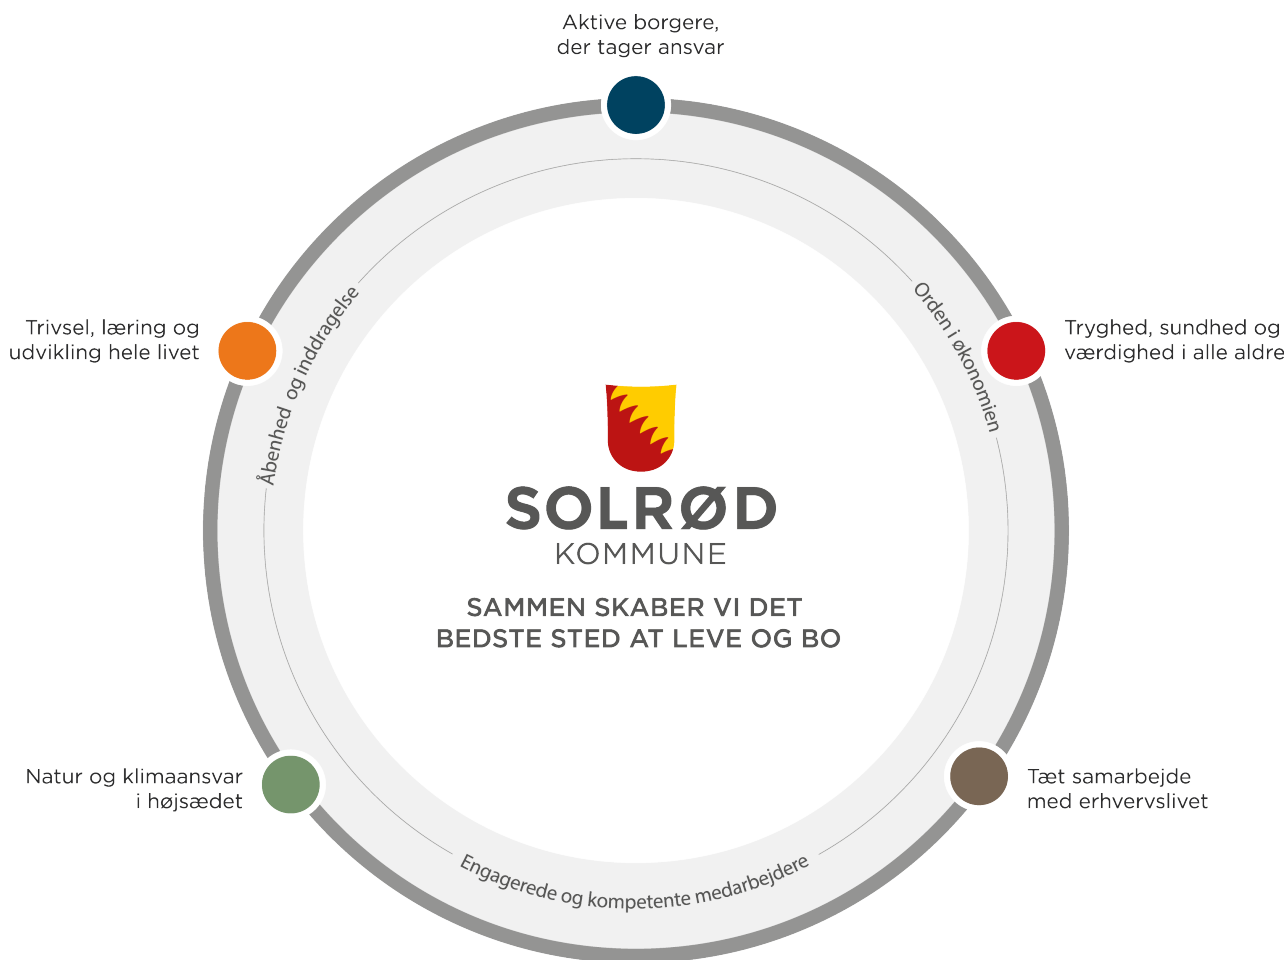 Aktive borgere,
der tager ansvar
Trivsel, læring og
udvikling hele livet
Åbenhed og inddragelse
Orden i økonomien
Tryghed, sundhed og
værdighed i alle aldre
SOLRØD
KOMMUNE
SAMMEN SKABER VI DET
BEDSTE STED AT LEVE OG BO
Natur og klimaansvar
i højsædet
Tæt samarbejde
med erhvervslivet
Engagerede og kompetente medarbejdere